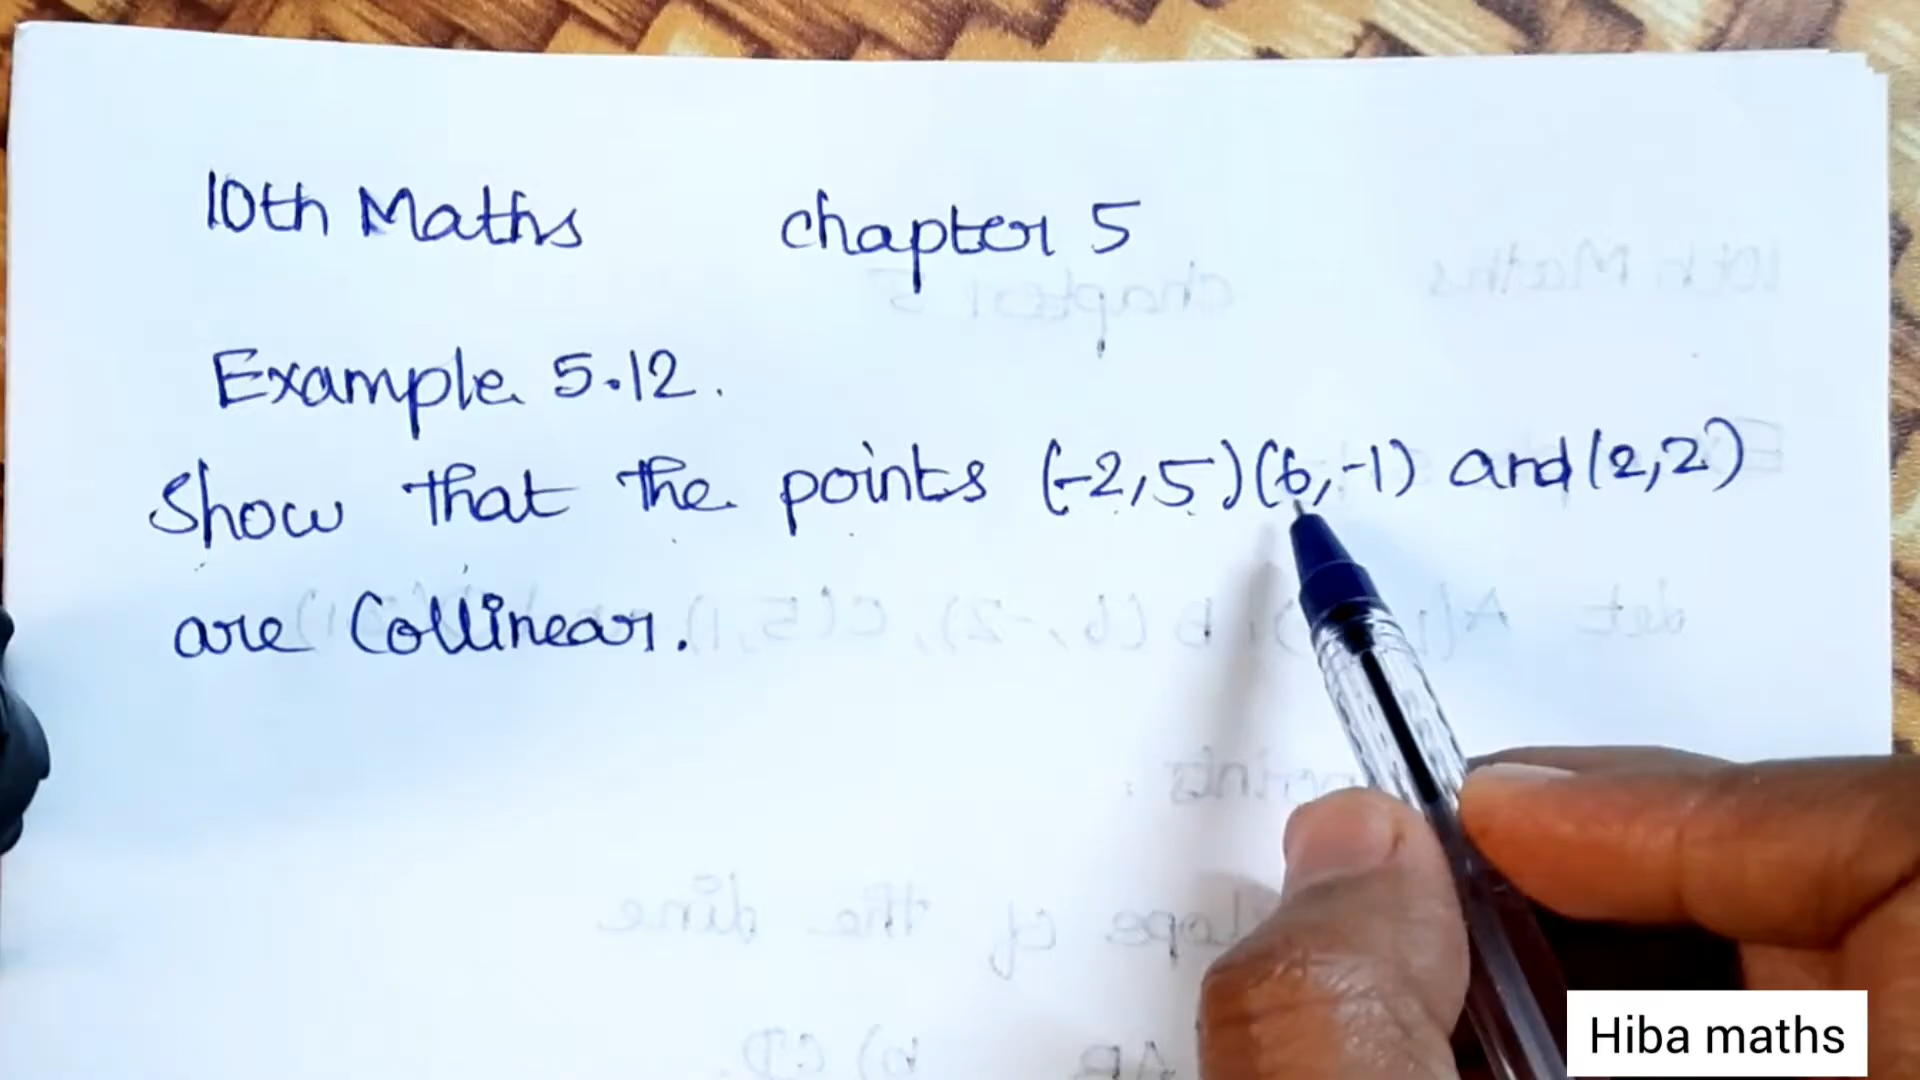 10th Maths chapter 5
Example 5.12.
Show that the points (-2,5)(6,-1) and (2,2)
are Collinear.
Hiba maths